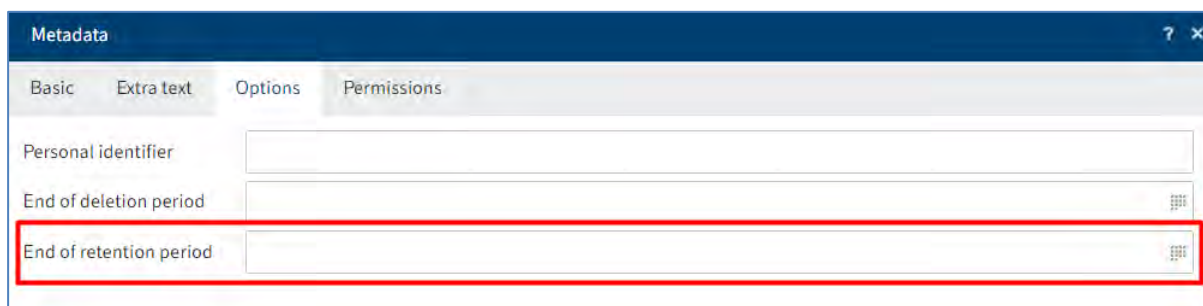 Metadata ? ×
Basic Extra text Options Permissions
Personal identifier
End of deletion period
End of retention period